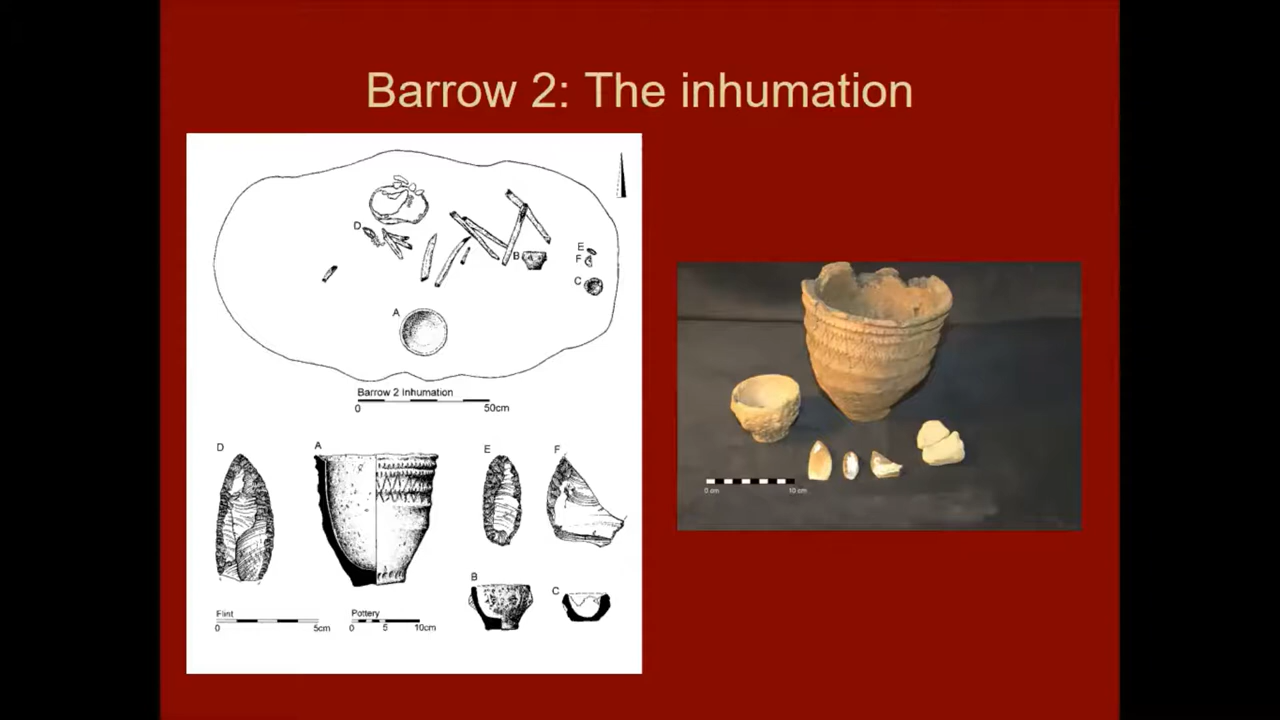 Barrow 2: The inhumation
D
E
B
F
C
A
Barrow 2 Inhumation
0 50cm
D
A
E
F
B
C
Flint
0 5cm
Pottery
0 5 10cm
0 cm 10 cm